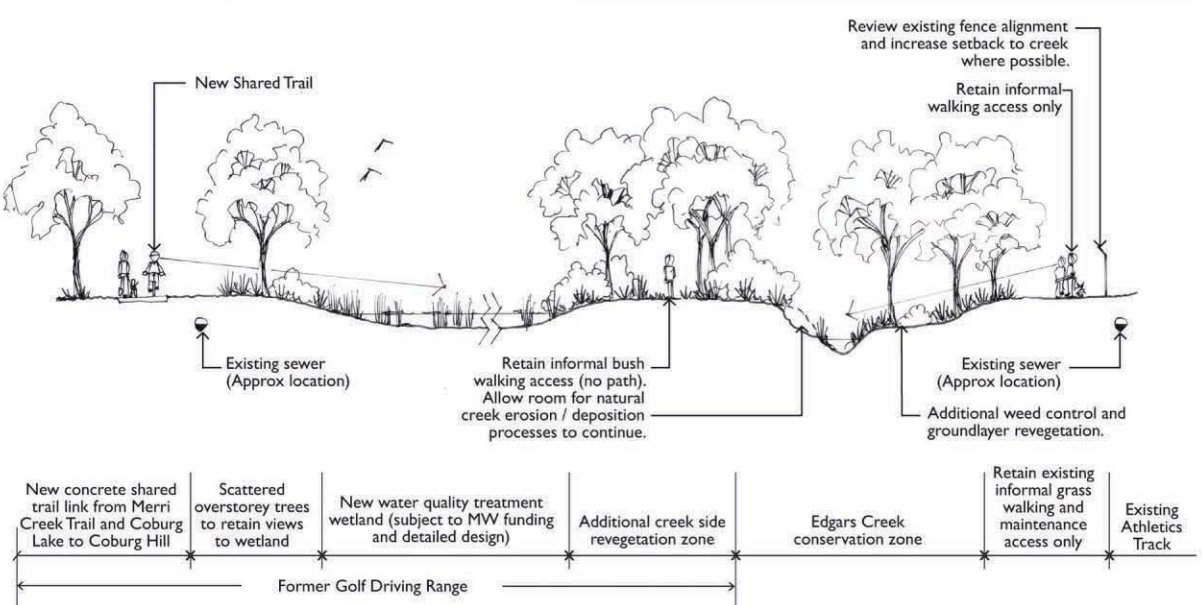 Review existing fence alignment
and increase setback to creek
where possible.
New Shared Trail
Retain informal
walking access only
Existing sewer
(Approx location)
Retain informal bush
walking access (no path).
Allow room for natural
creek erosion / deposition
processes to continue.
Existing sewer
(Approx location)
Additional weed control and
groundlayer revegetation.
New concrete shared
trail link from Merri
Creek Trail and Coburg
Lake to Coburg Hill
Scattered
overstorey trees
to retain views
to wetland
New water quality treatment
wetland (subject to MW funding
and detailed design)
Additional creek side
revegetation zone
Edgars Creek
conservation zone
Retain existing
informal grass
walking and
maintenance
access only
Existing
Athletics
Track
Former Golf Driving Range